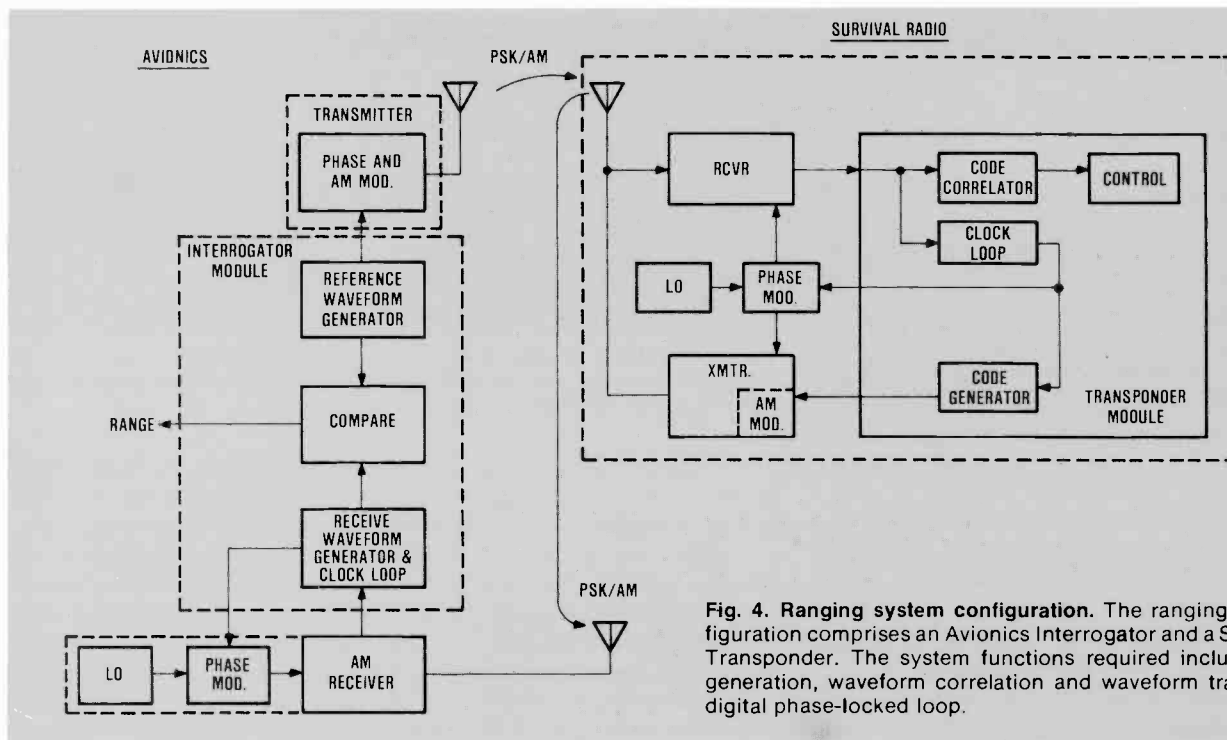 SURVIVAL RADIO
AVIONICS
PSK/AM
TRANSMITTER
PHASE AND
AM MOD.
INTERROGATOR
MODULE
REFERENCE
WAVEFORM
GENERATOR
COMPARE
RANGE
RECEIVE
WAVEFORM
GENERATOR &
CLOCK LOOP
LO
PHASE
MOD.
AM
RECEIVER
PSK/AM
RCVR
CODE
CORRELATOR
CONTROL
CLOCK
LOOP
LO
PHASE
MOD.
XMTR.
AM
MOD.
CODE
GENERATOR
TRANSPONDER
MODULE
Fig. 4. Ranging system configuration. The ranging
figuration comprises an Avionics Interrogator and a S
Transponder. The system functions required inclu
generation, waveform correlation and waveform tra
digital phase-locked loop.